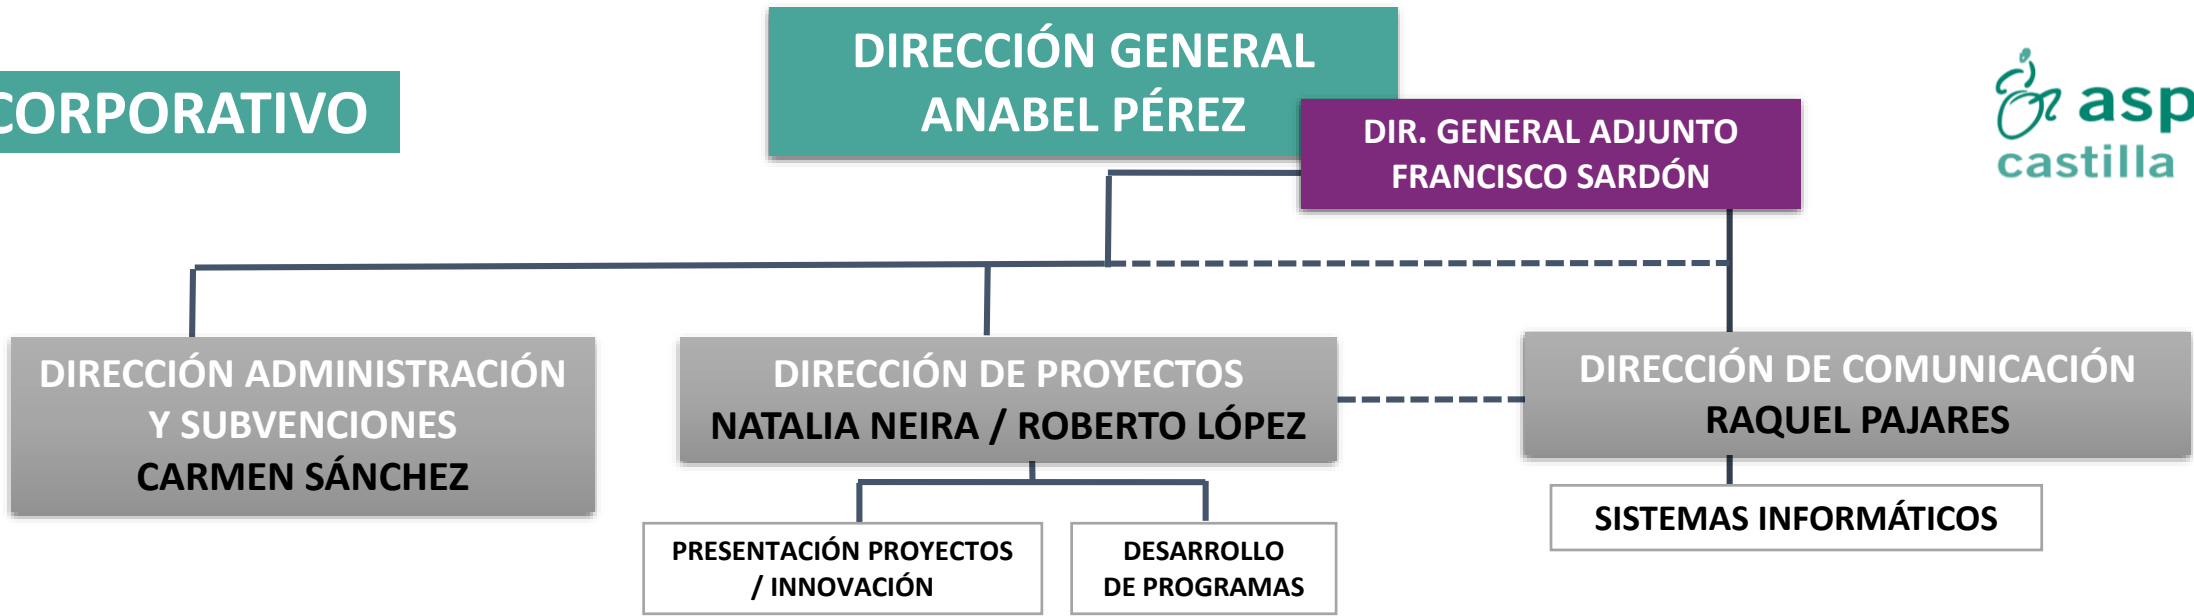 DIRECCIÓN GENERAL
ANABEL PÉREZ
CORPORATIVO
DIR. GENERAL ADJUNTO
FRANCISCO SARDÓN
asp
castilla
DIRECCIÓN ADMINISTRACIÓN
Y SUBVENCIONES
CARMEN SÁNCHEZ
DIRECCIÓN DE PROYECTOS
NATALIA NEIRA / ROBERTO LÓPEZ
DIRECCIÓN DE COMUNICACIÓN
RAQUEL PAJARES
PRESENTACIÓN PROYECTOS
/ INNOVACIÓN
DESARROLLO
DE PROGRAMAS
SISTEMAS INFORMÁTICOS